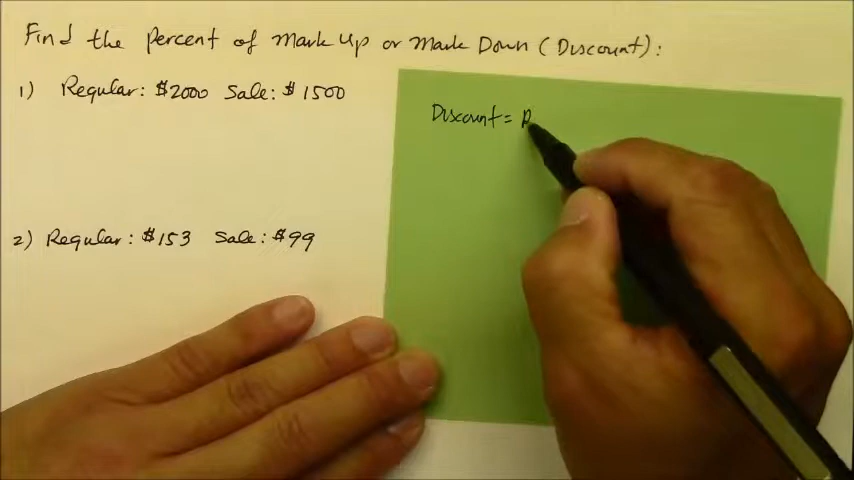 Find the Percent of Mark Up or Mark Down (Discount):
1) Regular: $2000 Sale: $1500
Discount =
2) Regular: $153 Sale: $99